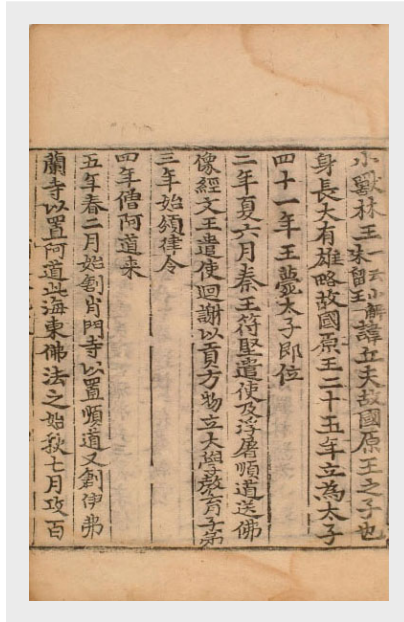 小獸林王一云小解朱留王諱丘夫故國原王之子也
身長大有雄略故國原王二十五年立為太子
四十一年王薨太子即位
二年夏六月秦王符堅遣使及浮屠順道送佛
像經文王遣使迴謝以貢方物立大學教育子弟
三年始頒律令
四年僧阿道来
五年春二月始創肖門寺以置順道又創伊弗
蘭寺以置阿道此海東佛法之始秋七月攻百